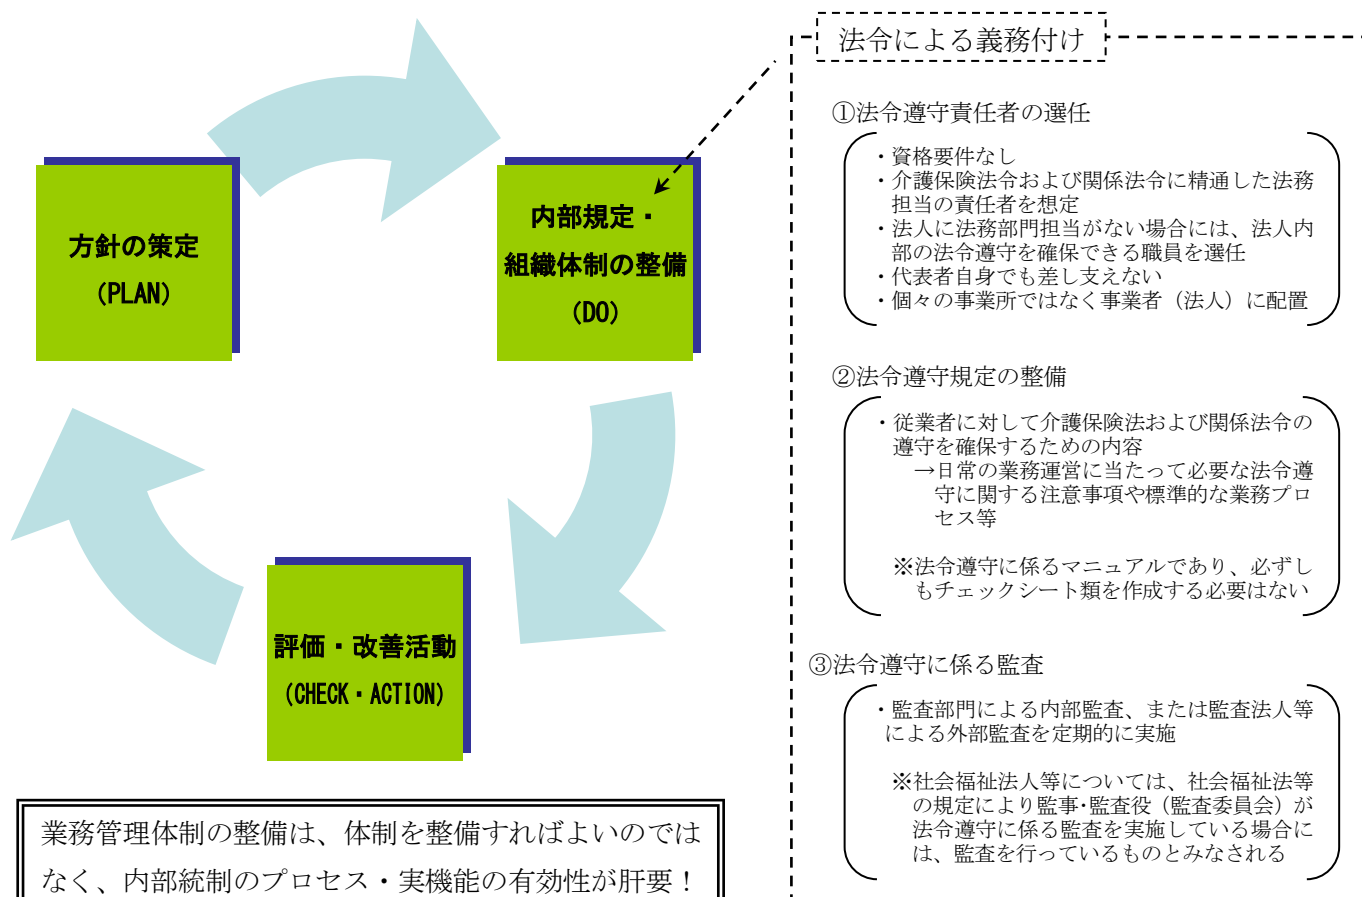 方針の策定
(PLAN)
内部規定・
組織体制の整備
(DO)
評価・改善活動
(CHECK・ACTION)
業務管理体制の整備は、体制を整備すればよいのでは
なく、内部統制のプロセス・実機能の有効性が肝要！
法令による義務付け
①法令遵守責任者の選任
・資格要件なし
・介護保険法令および関係法令に精通した法務
担当の責任者を想定
・法人に法務部門担当がない場合には、法人内
部の法令遵守を確保できる職員を選任
・代表者自身でも差し支えない
・個々の事業所ではなく事業者（法人）に配置
②法令遵守規定の整備
・従業者に対して介護保険法および関係法令の
遵守を確保するための内容
→日常の業務運営に当たって必要な法令遵
守に関する注意事項や標準的な業務プロ
セス等
※法令遵守に係るマニュアルであり、必ずし
もチェックシート類を作成する必要はない
③法令遵守に係る監査
・監査部門による内部監査、または監査法人等
による外部監査を定期的に実施
※社会福祉法人等については、社会福祉法等
の規定により監事・監査役（監査委員会）が
法令遵守に係る監査を実施している場合に
は、監査を行っているものとみなされる